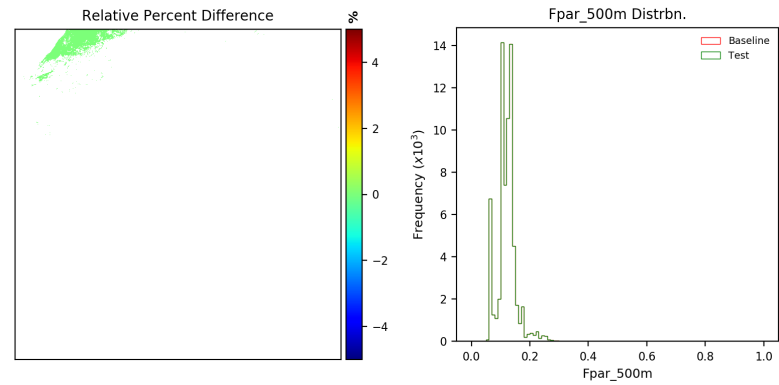 Relative Percent Difference
%
4
2
0
−2
−4
Fpar_500m Distrbn.
Baseline
Test
Frequency (x10³)
14
12
10
8
6
4
2
0
0.0 0.2 0.4 0.6 0.8 1.0
Fpar_500m